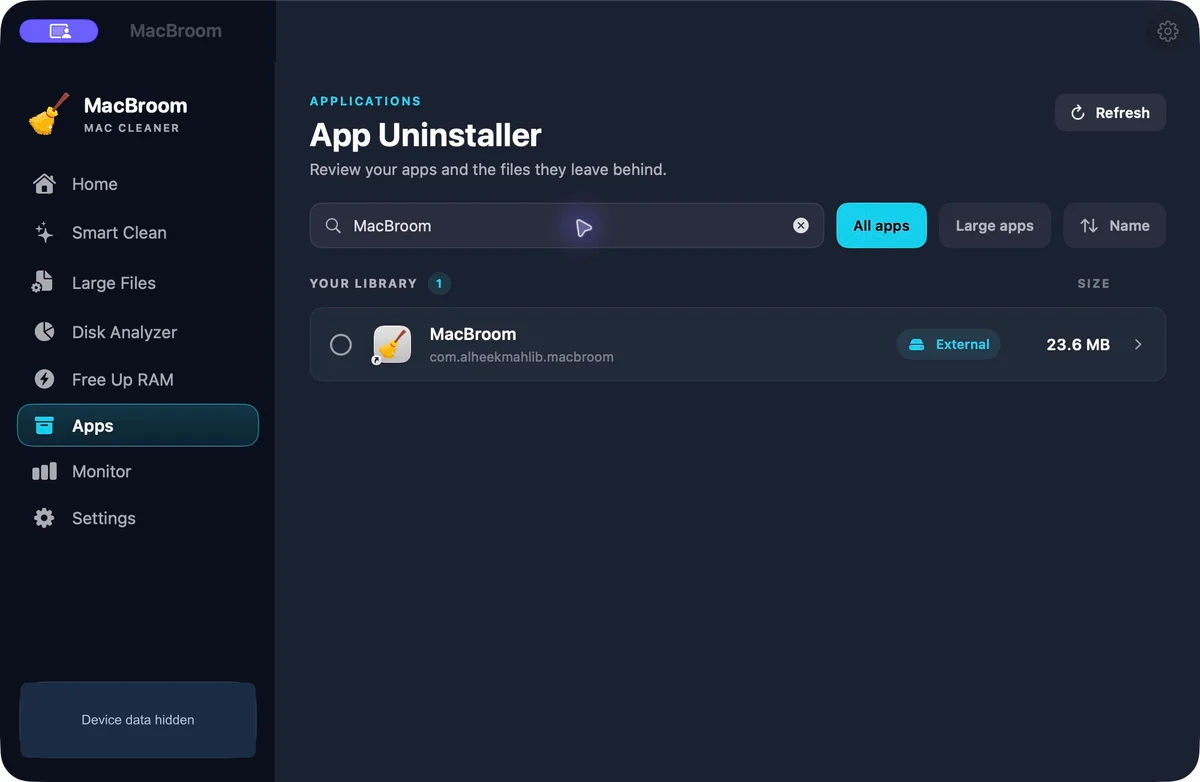 MacBroom
MacBroom
MAC CLEANER
Home
Smart Clean
Large Files
Disk Analyzer
Free Up RAM
Apps
Monitor
Settings
Device data hidden
APPLICATIONS
App Uninstaller
Review your apps and the files they leave behind.
Refresh
MacBroom
All apps
Large apps
Name
YOUR LIBRARY 1
SIZE
MacBroom
com.alheekmahlib.macbroom
External
23.6 MB